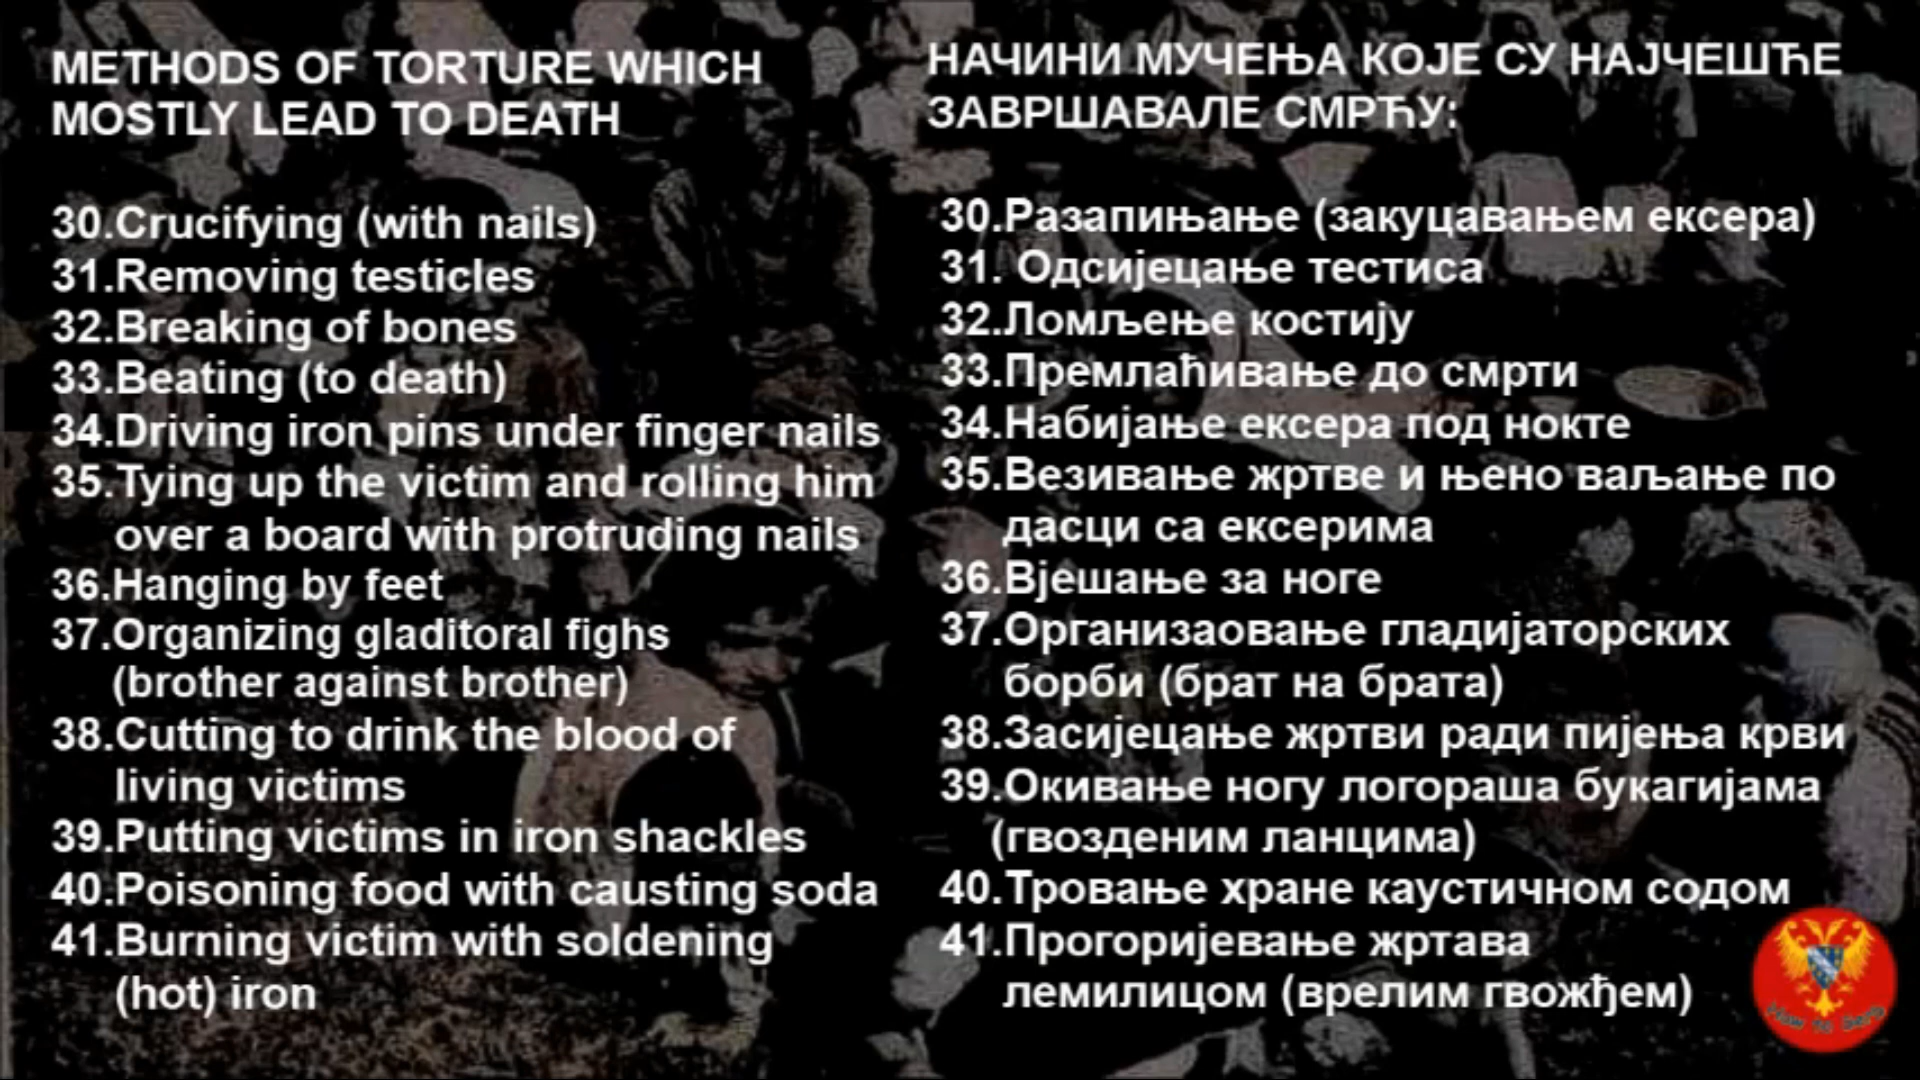 METHODS OF TORTURE WHICH
MOSTLY LEAD TO DEATH
30.Crucifying (with nails)
31.Removing testicles
32.Breaking of bones
33.Beating (to death)
34.Driving iron pins under finger nails
35.Tying up the victim and rolling him
over a board with protruding nails
36.Hanging by feet
37.Organizing gladitoral fighs
(brother against brother)
38.Cutting to drink the blood of
living victims
39.Putting victims in iron shackles
40.Poisoning food with causting soda
41.Burning victim with soldening
(hot) iron
НАЧИНИ МУЧЕЊА КОЈЕ СУ НАЈЧЕШЋЕ
ЗАВРШАВАЛЕ СМРЋУ:
30.Разапињање (закуцавањем ексера)
31. Одсијецање тестиса
32.Ломљење костију
33.Премлаћивање до смрти
34.Набијање ексера под нокте
35.Везивање жртве и њено ваљање по
дасци са ексерима
36.Вјешање за ноге
37.Организаовање гладијаторских
борби (брат на брата)
38.Засијецање жртви ради пијења крви
39.Окивање ногу логораша букагијама
(гвозденим ланцима)
40.Тровање хране каустичном содом
41.Прогоријевање жртава
лемилицом (врелим гвожђем)